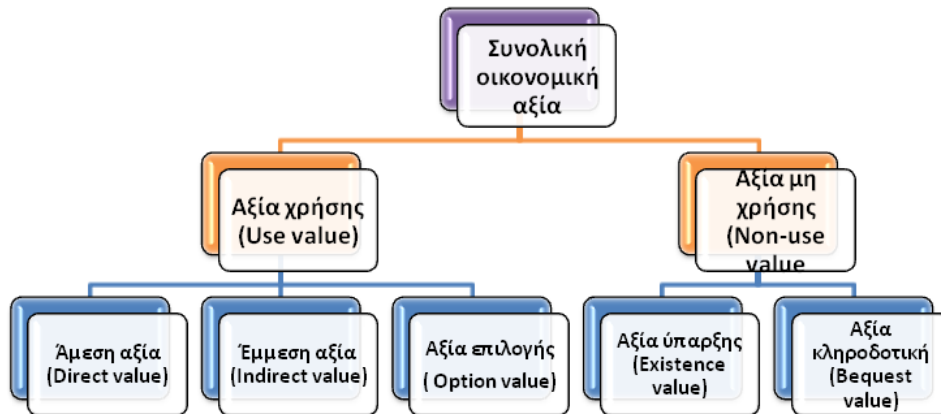 Συνολική
οικονομική
αξία
Αξία χρήσης
(Use value)
Αξία μη
χρήσης
(Non-use
value
Άμεση αξία
(Direct value)
Έμμεση αξία
(Indirect value)
Αξία επιλογής
( Option value)
Αξία ύπαρξης
(Existence
value)
Αξία
κληροδοτική
(Bequest
value)